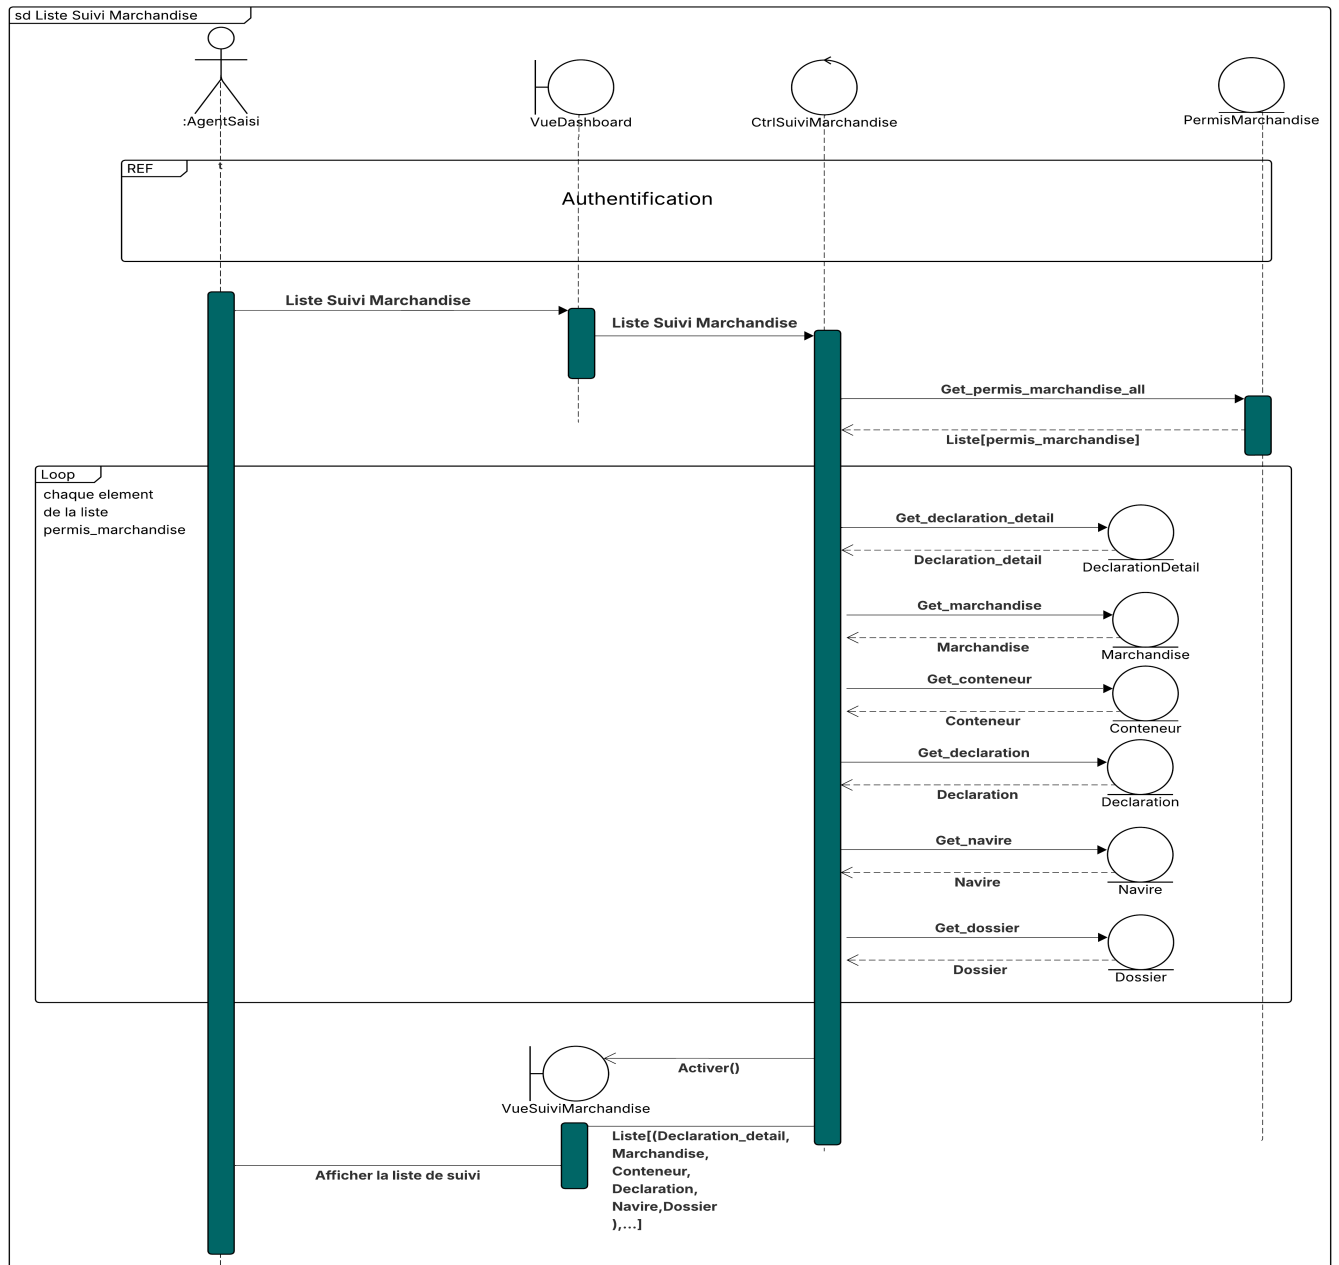 sd Liste Suivi Marchandise
:AgentSaisi
VueDashboard
CtrlSuiviMarchandise
PermisMarchandise
REF
t
Authentification
Liste Suivi Marchandise
Liste Suivi Marchandise
Get_permis_marchandise_all
Liste[permis_marchandise]
Loop
chaque element
de la liste
permis_marchandise
Get_declaration_detail
Declaration_detail
DeclarationDetail
Get_marchandise
Marchandise
Marchandise
Get_conteneur
Conteneur
Conteneur
Get_declaration
Declaration
Declaration
Get_navire
Navire
Navire
Get_dossier
Dossier
Dossier
Activer()
VueSuiviMarchandise
Liste[(Declaration_detail,
Marchandise,
Conteneur,
Declaration,
Navire,Dossier
),...]
Afficher la liste de suivi